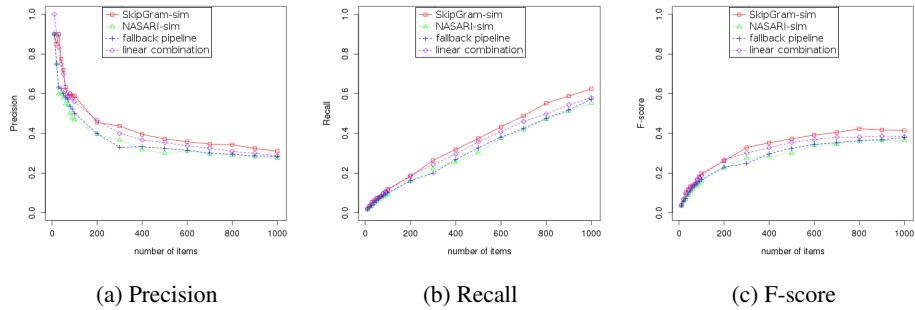 SkipGram-sim
NASARI-sim
fallback pipeline
linear combination
Precision
1.0
0.8
0.6
0.4
0.2
0.0
0 200 400 600 800 1000
number of items
(a) Precision
SkipGram-sim
NASARI-sim
fallback pipeline
linear combination
Recall
1.0
0.8
0.6
0.4
0.2
0.0
0 200 400 600 800 1000
number of items
(b) Recall
SkipGram-sim
NASARI-sim
fallback pipeline
linear combination
F-score
1.0
0.8
0.6
0.4
0.2
0.0
0 200 400 600 800 1000
number of items
(c) F-score